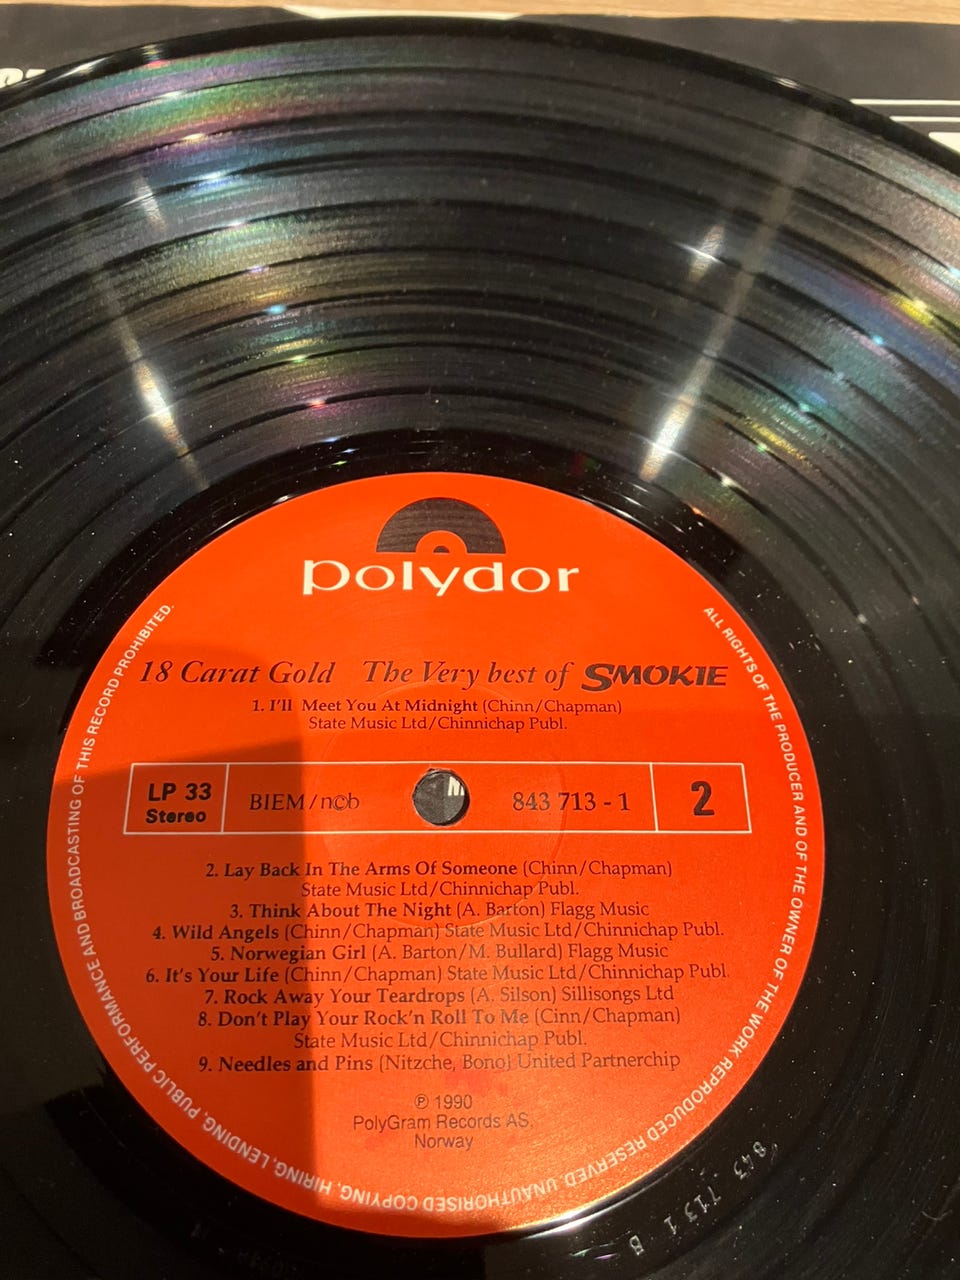 polydor
18 Carat Gold The Very best of SMOKIE
1. I'll Meet You At Midnight (Chinn/Chapman)
State Music Ltd/Chinnichap Publ.
LP 33
Stereo
BIEM/n©b
843 713 - 1
2
2. Lay Back In The Arms Of Someone (Chinn/Chapman)
State Music Ltd/Chinnichap Publ.
3. Think About The Night (A. Barton) Flagg Music
4. Wild Angels (Chinn/Chapman) State Music Ltd/Chinnichap Publ.
5. Norwegian Girl (A. Barton/M. Bullard) Flagg Music
6. It's Your Life (Chinn/Chapman) State Music Ltd/Chinnichap Publ.
7. Rock Away Your Teardrops (A. Silson) Sillisongs Ltd
8. Don't Play Your Rock'n Roll To Me (Cinn/Chapman)
State Music Ltd/Chinnichap Publ.
9. Needles and Pins (Nitzche, Bono) United Partnerchip
℗ 1990
PolyGram Records AS,
Norway
ALL RIGHTS OF THE PRODUCER AND OF THE OWNER OF THE WORK REPRODUCED RESERVED. UNAUTHORISED COPYING, HIRING, LENDING, PUBLIC PERFORMANCE AND BROADCASTING OF THIS RECORD PROHIBITED.
843 713 1 B